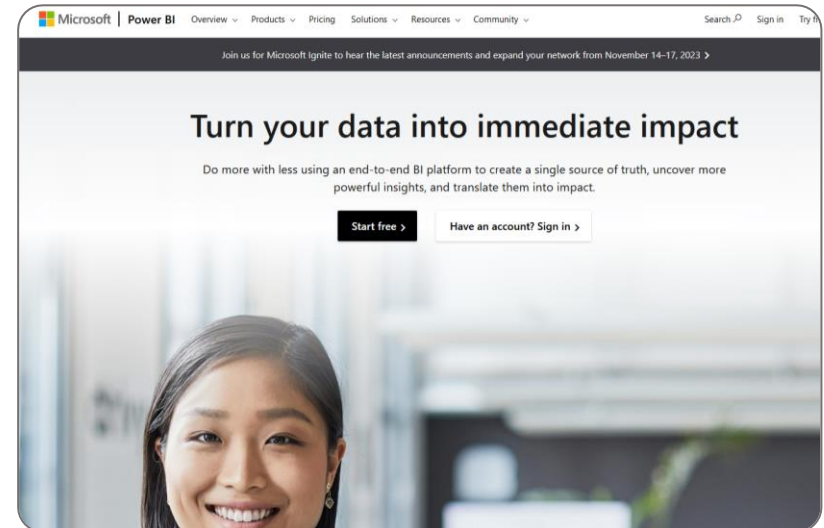 Microsoft | Power BI Overview Products Pricing Solutions Resources Community Search Sign in
Join us for Microsoft Ignite to hear the latest announcements and expand your network from November 14–17, 2023 >
Turn your data into immediate impact
Do more with less using an end-to-end BI platform to create a single source of truth, uncover more
powerful insights, and translate them into impact.
Start free > Have an account? Sign in >